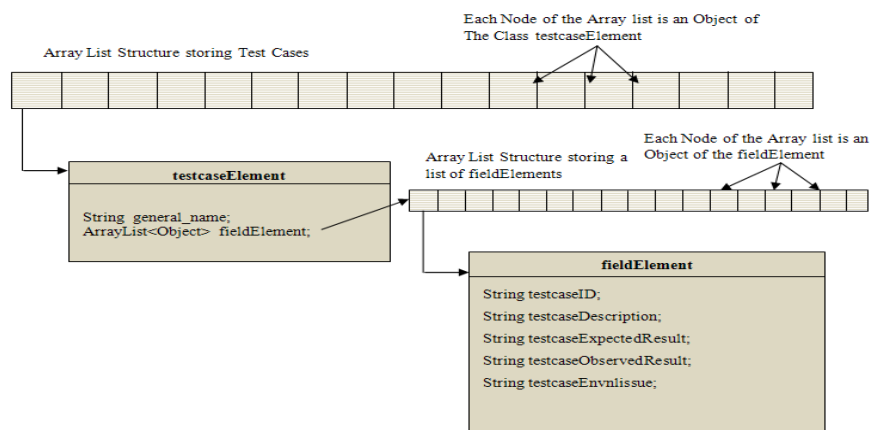 Each Node of the Array list is an Object of
The Class testcaseElement
Array List Structure storing Test Cases
Each Node of the Array list is an
Object of the fieldElement
Array List Structure storing a
list of fieldElements
testcaseElement
String general_name;
ArrayList<Object> fieldElement;
fieldElement
String testcaseID;
String testcaseDescription;
String testcaseExpectedResult;
String testcaseObservedResult;
String testcaseEnvnlissue;